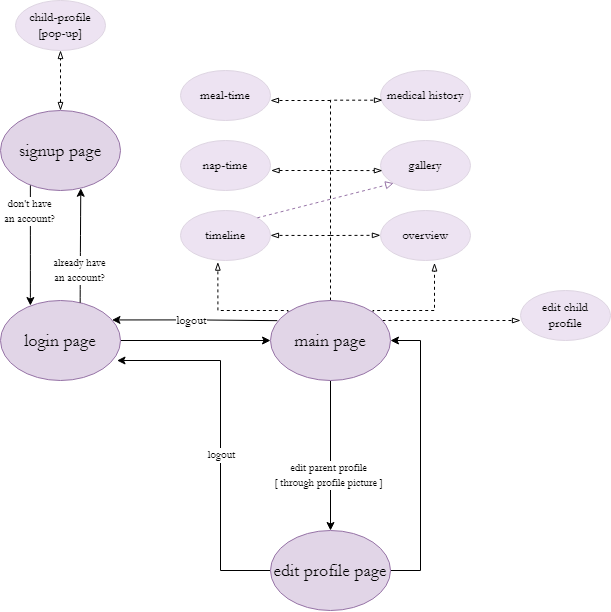 child-profile
[pop-up]
meal-time
medical history
signup page
nap-time
gallery
don't have
an account?
timeline
overview
already have
an account?
edit child
profile
logout
login page
main page
logout
edit parent profile
[ through profile picture ]
edit profile page